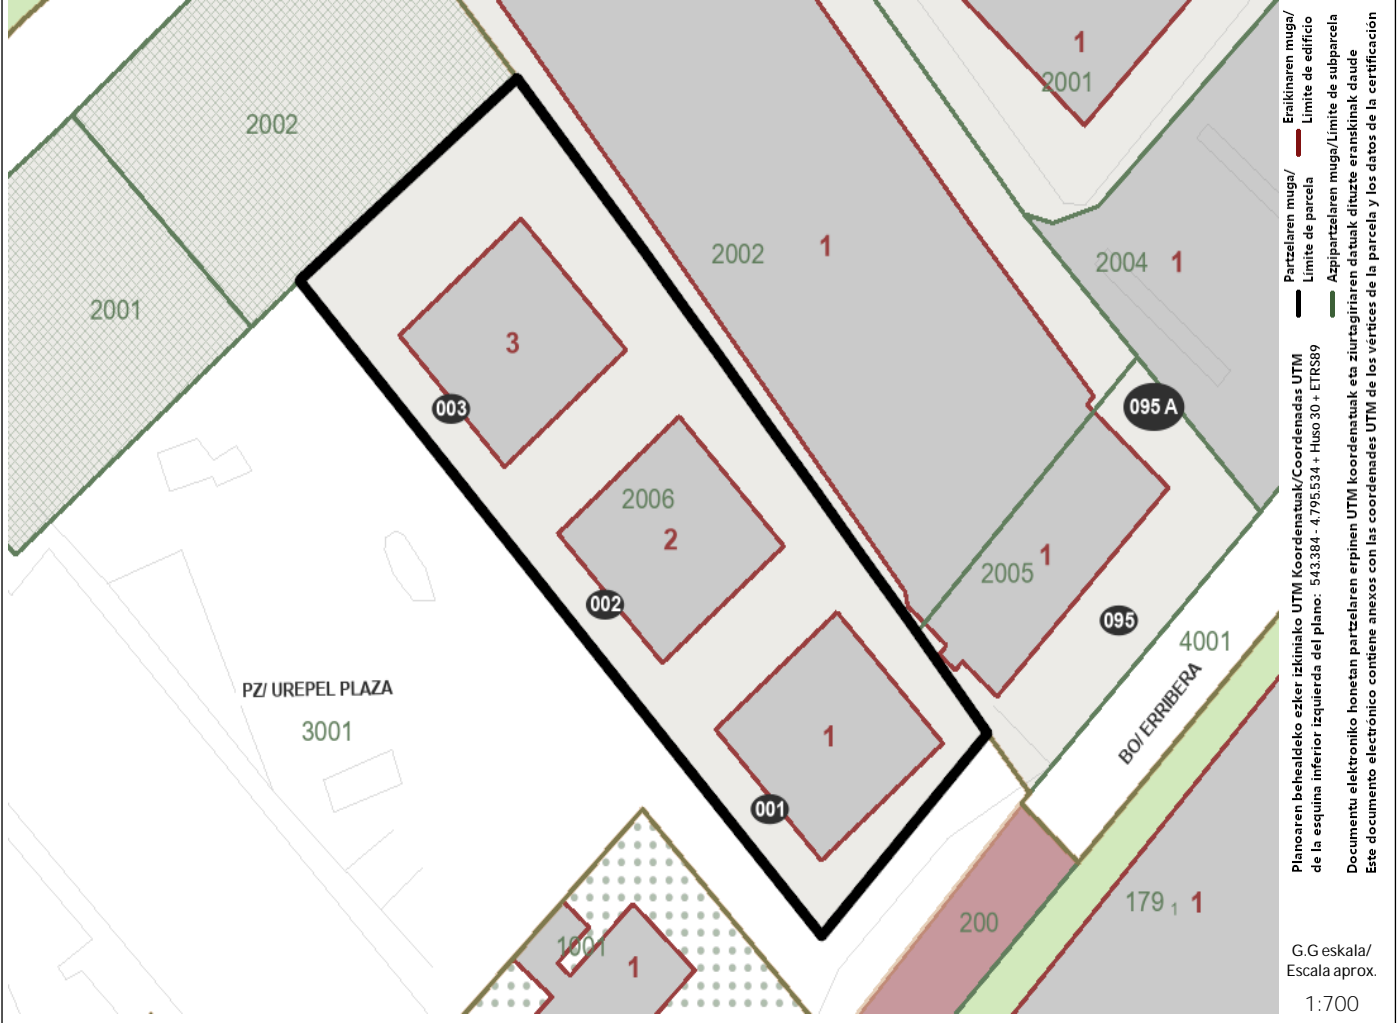 1
2001
2002
2002
1
2004
1
2001
3
003
095 A
2006
2
002
2005
1
095
4001
PZ/ UREPEL PLAZA
3001
BO/ ERRIBERA
1
001
1001
1
200
179 1
1
Eraikinaren muga/
Límite de edificio
Partzelaren muga/
Límite de parcela
Azpipartzelaren muga/Límite de subparcela
Planoaren behealdeko ezker izkiniako UTM Koordenatuak/Coordenadas UTM
de la esquina inferior izquierda del plano: 543.384 - 4.795.534 + Huso 30 + ETRS89
Documentu elektroniko honetan partzelaren erpinen UTM koordenatuak eta ziurtagiriaren datuak dituzte eranskinak daude
Este documento electrónico contiene anexos con las coordenades UTM de los vértices de la parcela y los datos de la certificación
G.G eskala/
Escala aprox.
1:700